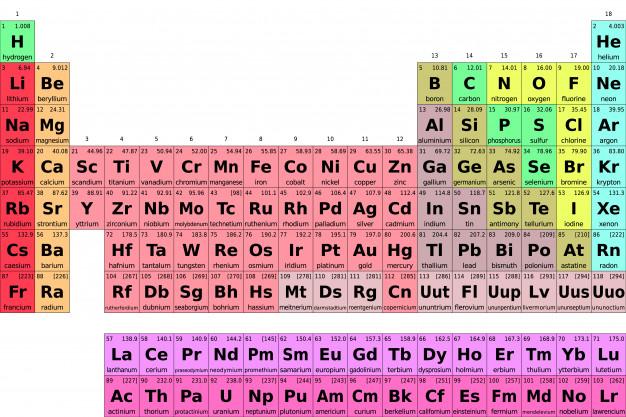 1 18
1 1.008 2 4.003
H He
hydrogen 2 13 14 15 16 17 helium
3 6.94 4 9.012 5 10.81 6 12.01 7 14.01 8 16.00 9 19.00 10 20.18
Li Be B C N O F Ne
lithium beryllium boron carbon nitrogen oxygen fluorine neon
11 22.99 12 24.31 13 26.98 14 28.09 15 30.97 16 32.06 17 35.45 18 39.95
Na Mg Al Si P S Cl Ar
sodium magnesium 3 4 5 6 7 8 9 10 11 12 aluminium silicon phosphorus sulfur chlorine argon
19 39.10 20 40.08 21 44.96 22 47.87 23 50.94 24 52.00 25 54.94 26 55.85 27 58.93 28 58.69 29 63.55 30 65.38 31 69.72 32 72.63 33 74.92 34 78.96 35 79.90 36 83.80
K Ca Sc Ti V Cr Mn Fe Co Ni Cu Zn Ga Ge As Se Br Kr
potassium calcium scandium titanium vanadium chromium manganese iron cobalt nickel copper zinc gallium germanium arsenic selenium bromine krypton
37 85.47 38 87.62 39 88.91 40 91.22 41 92.91 42 95.96 43 [98] 44 101.1 45 102.9 46 106.4 47 107.9 48 112.4 49 114.8 50 118.7 51 121.8 52 127.6 53 126.9 54 131.3
Rb Sr Y Zr Nb Mo Tc Ru Rh Pd Ag Cd In Sn Sb Te I Xe
rubidium strontium yttrium zirconium niobium molybdenum technetium ruthenium rhodium palladium silver cadmium indium tin antimony tellurium iodine xenon
55 132.9 56 137.3 72 178.5 73 180.9 74 183.8 75 186.2 76 190.2 77 192.2 78 195.1 79 197.0 80 200.6 81 204.4 82 207.2 83 209.0 84 [209] 85 [210] 86 [222]
Cs Ba Hf Ta W Re Os Ir Pt Au Hg Tl Pb Bi Po At Rn
caesium barium hafnium tantalum tungsten rhenium osmium iridium platinum gold mercury thallium lead bismuth polonium astatine radon
87 [223] 88 [226] 104 [267] 105 [268] 106 [269] 107 [270] 108 [269] 109 [278] 110 [281] 111 [281] 112 [285] 113 [286] 114 [289] 115 [288] 116 [293] 117 [294] 118 [294]
Fr Ra Rf Db Sg Bh Hs Mt Ds Rg Cn Uut Fl Uup Lv Uus Uuo
francium radium rutherfordium dubnium seaborgium bohrium hassium meitnerium darmstadtium roentgenium copernicium ununtrium flerovium ununpentium livermorium ununseptium ununoctium
57 138.9 58 140.1 59 140.9 60 144.2 61 [145] 62 150.4 63 152.0 64 157.3 65 158.9 66 162.5 67 164.9 68 167.3 69 168.9 70 173.1 71 175.0
La Ce Pr Nd Pm Sm Eu Gd Tb Dy Ho Er Tm Yb Lu
lanthanum cerium praseodymium neodymium promethium samarium europium gadolinium terbium dysprosium holmium erbium thulium ytterbium lutetium
89 [227] 90 232.0 91 231.0 92 238.0 93 [237] 94 [244] 95 [243] 96 [247] 97 [247] 98 [251] 99 [252] 100 [257] 101 [258] 102 [259] 103 [262]
Ac Th Pa U Np Pu Am Cm Bk Cf Es Fm Md No Lr
actinium thorium protactinium uranium neptunium plutonium americium curium berkelium californium einsteinium fermium mendelevium nobelium lawrencium